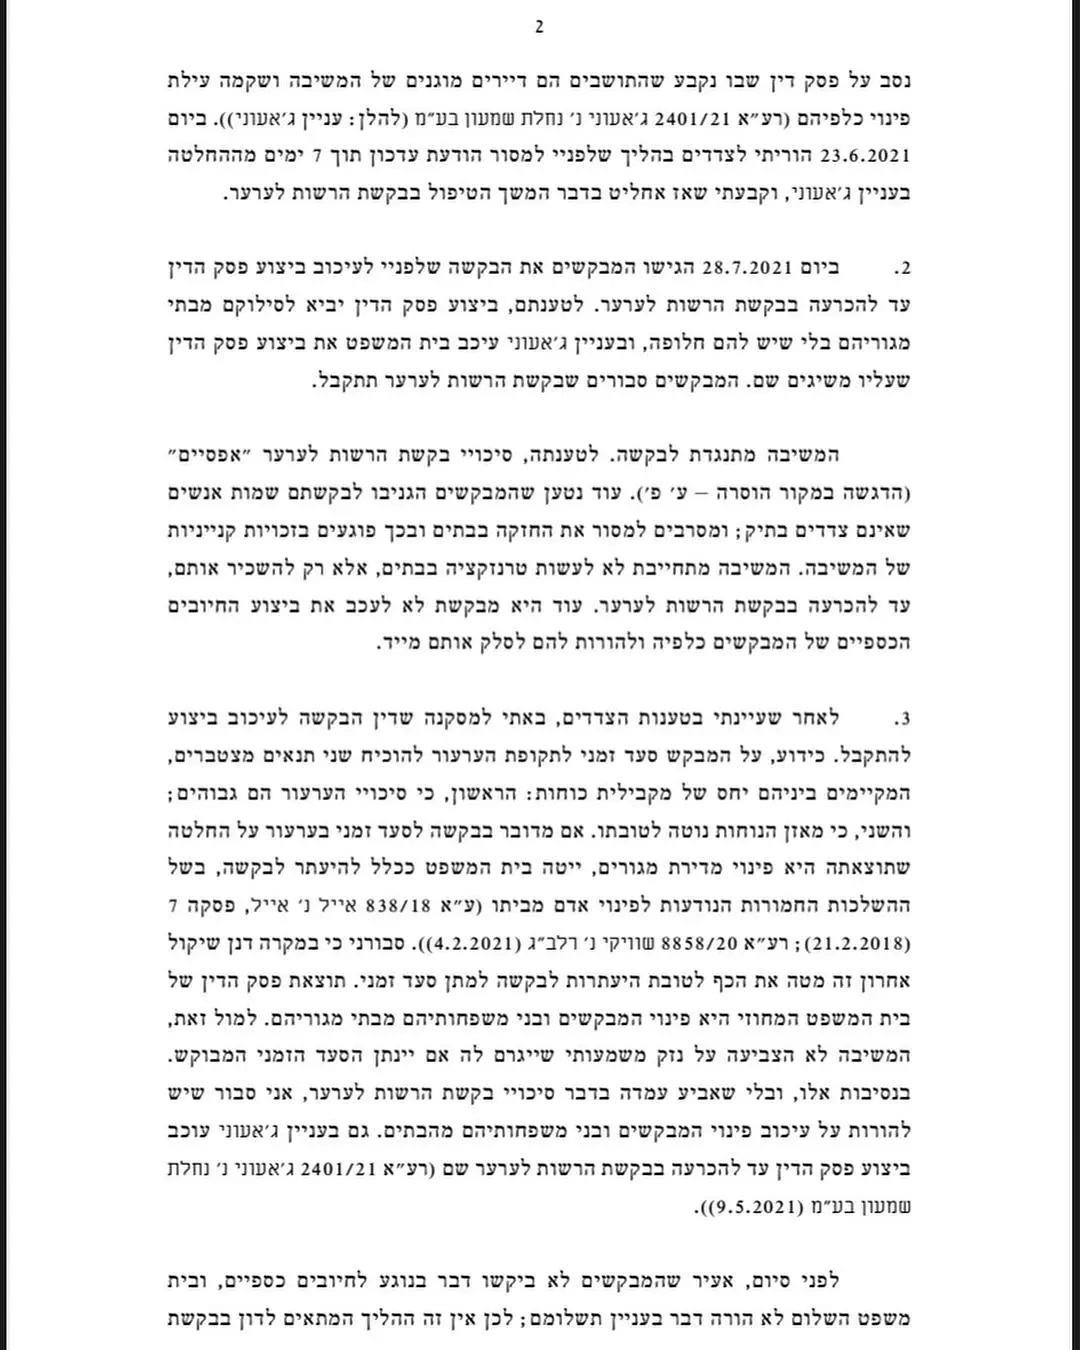 2
נסב על פסק דין שבו נקבע שהתושבים הם דיירים מוגנים של המשיבה ושקמה עילת
פינוי כלפיהם (רע״א 2401/21 ג׳אעוני נ׳ נחלת שמעון בע״מ (להלן: עניין ג׳אעוני)). ביום
23.6.2021 הוריתי לצדדים בהליך שלפניי למסור הודעת עדכון תוך 7 ימים מההחלטה
בעניין ג׳אעוני, וקבעתי שאז אחליט בדבר המשך הטיפול בבקשת הרשות לערער.
2. ביום 28.7.2021 הגישו המבקשים את הבקשה שלפניי לעיכוב ביצוע פסק הדין
עד להכרעה בבקשת הרשות לערער. לטענתם, ביצוע פסק הדין יביא לסילוקם מבתי
מגוריהם בלי שיש להם חלופה, ובעניין ג׳אעוני עיכב בית המשפט את ביצוע פסק הדין
שעליו משיגים שם. המבקשים סבורים שבקשת הרשות לערער תתקבל.
המשיבה מתנגדת לבקשה. לטענתה, סיכויי בקשת הרשות לערער ״אפסיים״
(הדגשה במקור הוסרה – ע׳ פ׳). עוד נטען שהמבקשים הגניבו לבקשתם שמות אנשים
שאינם צדדים בתיק; ומסרבים למסור את החזקה בבתים ובכך פוגעים בזכויות קנייניות
של המשיבה. המשיבה מתחייבת לא לעשות טרנזקציה בבתים, אלא רק להשכיר אותם,
עד להכרעה בבקשת הרשות לערער. עוד היא מבקשת לא לעכב את ביצוע החיובים
הכספיים של המבקשים כלפיה ולהורות להם לסלק אותם מייד.
3. לאחר שעיינתי בטענות הצדדים, באתי למסקנה שדין הבקשה לעיכוב ביצוע
להתקבל. כידוע, על המבקש סעד זמני לתקופת הערעור להוכיח שני תנאים מצטברים,
המקיימים ביניהם יחס של מקבילית כוחות: הראשון, כי סיכויי הערעור הם גבוהים;
והשני, כי מאזן הנוחות נוטה לטובתו. אם מדובר בבקשה לסעד זמני בערעור על החלטה
שתוצאתה היא פינוי מדירת מגורים, ייטה בית המשפט ככלל להיעתר לבקשה, בשל
ההשלכות החמורות הנודעות לפינוי אדם מביתו (ע״א 838/18 אייל נ׳ אייל, פסקה 7
(21.2.2018); רע״א 8858/20 שוויקי נ׳ רלב״ג (4.2.2021)). סבורני כי במקרה דנן שיקול
אחרון זה מטה את הכף לטובת היעתרות לבקשה למתן סעד זמני. תוצאת פסק הדין של
בית המשפט המחוזי היא פינוי המבקשים ובני משפחותיהם מבתי מגוריהם. למול זאת,
המשיבה לא הצביעה על נזק משמעותי שייגרם לה אם יינתן הסעד הזמני המבוקש.
בנסיבות אלו, ובלי שאביע עמדה בדבר סיכויי בקשת הרשות לערער, אני סבור שיש
להורות על עיכוב פינוי המבקשים ובני משפחותיהם מהבתים. גם בעניין ג׳אעוני עוכב
ביצוע פסק הדין עד להכרעה בבקשת הרשות לערער שם (רע״א 2401/21 ג׳אעוני נ׳ נחלת
שמעון בע״מ (9.5.2021)).
לפני סיום, אעיר שהמבקשים לא ביקשו דבר בנוגע לחיובים כספיים, ובית
משפט השלום לא הורה דבר בעניין תשלומם; לכן אין זה ההליך המתאים לדון בבקשת